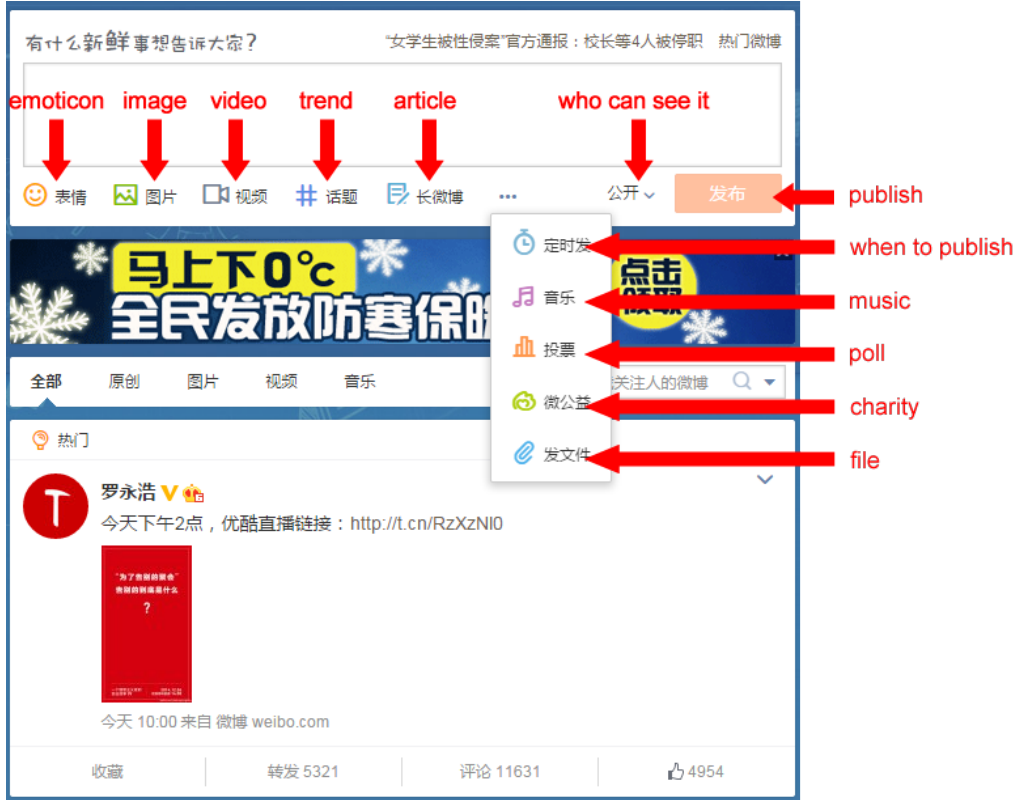 有什么新鲜事想告诉大家? “女学生被性侵案”官方通报：校长等4人被停职 热门微博
emoticon image video trend article who can see it
表情 图片 视频 话题 长微博 ... 公开 发布 publish
定时发 when to publish
马上下0°c
全民发放防寒保暖
点击
领取
音乐 music
投票 poll
全部 原创 图片 视频 音乐 关注人的微博
微公益 charity
热门
发文件 file
罗永浩 V
今天下午2点，优酷直播链接：http://t.cn/RzXzNl0
“为了告别的聚会”
告别的到底是什么
?
今天 10:00 来自 微博 weibo.com
收藏 转发 5321 评论 11631 4954